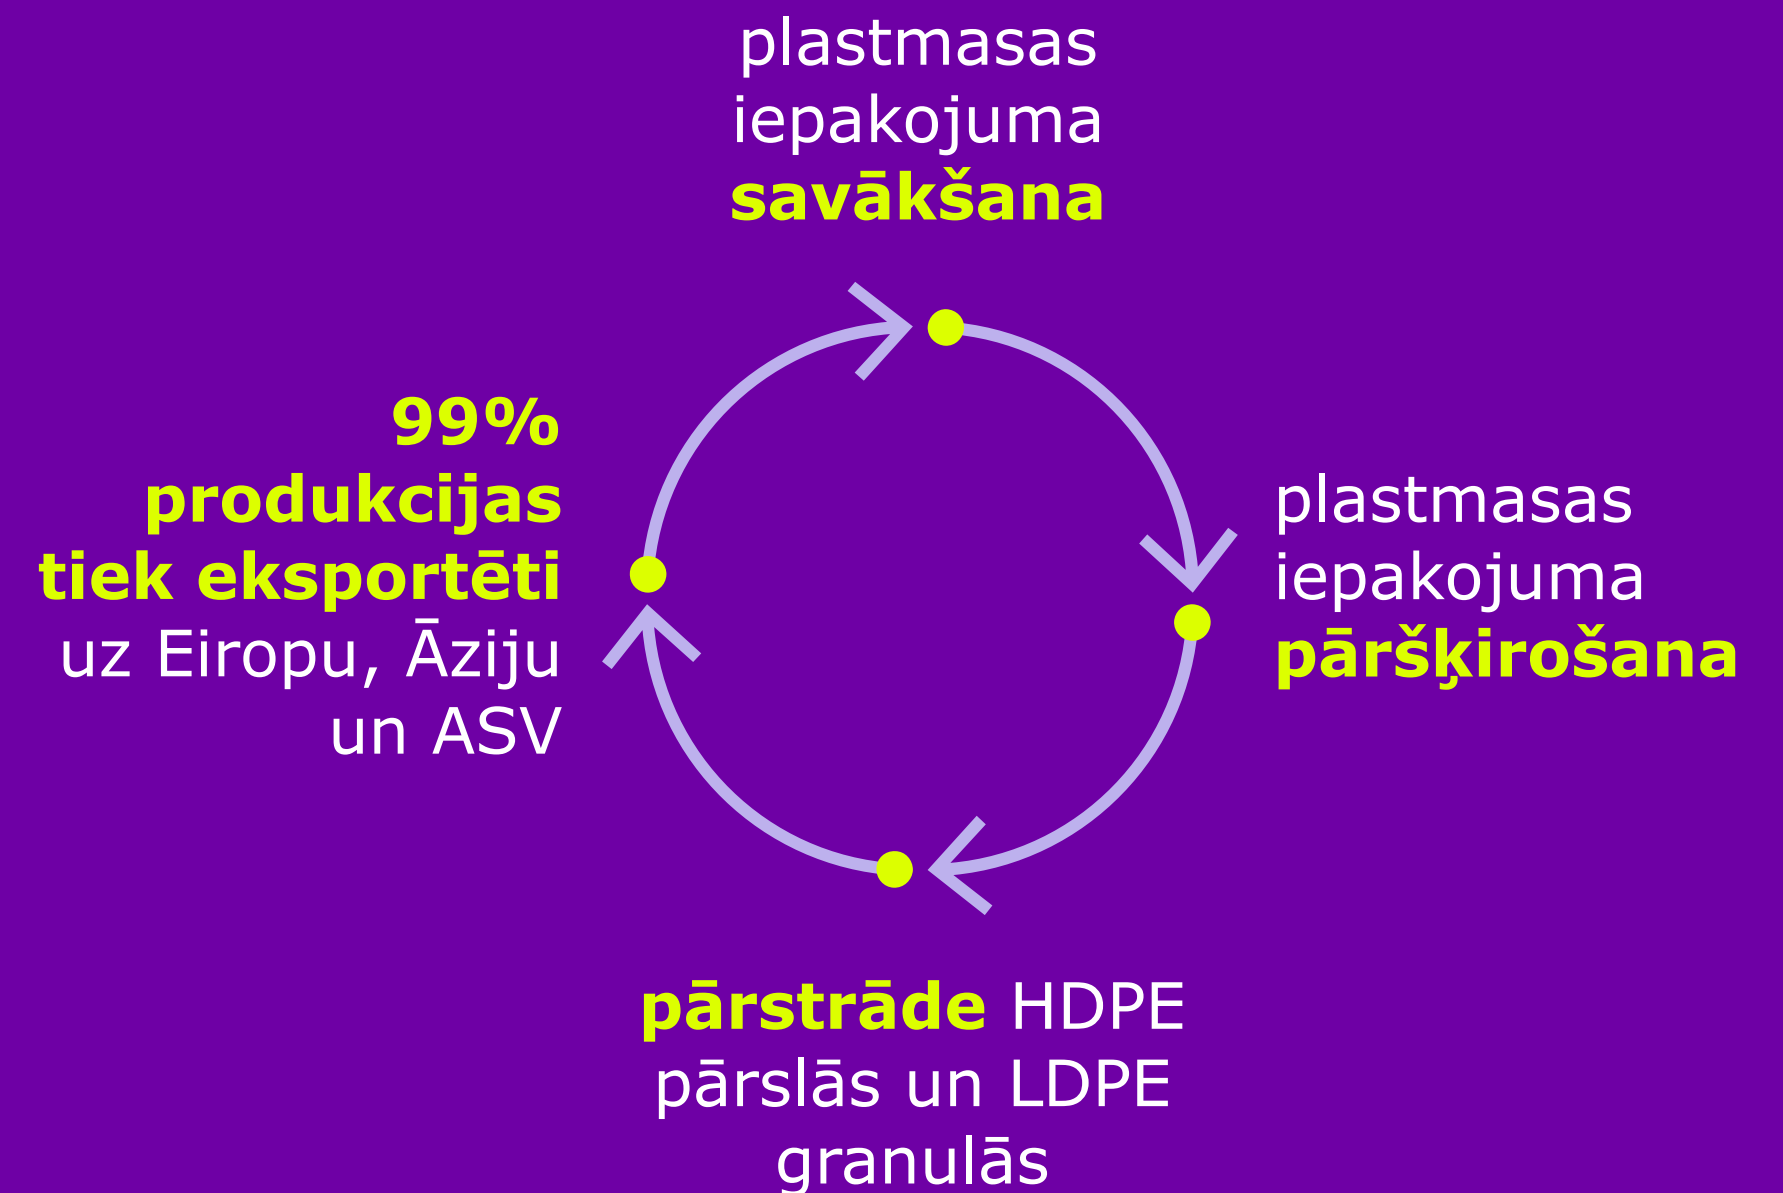 plastmasas
iepakojuma
savākšana
99%
produkcijas
tiek eksportēti
uz Eiropu, Āziju
un ASV
plastmasas
iepakojuma
pāršķirošana
pārstrāde HDPE
pārslās un LDPE
granulās